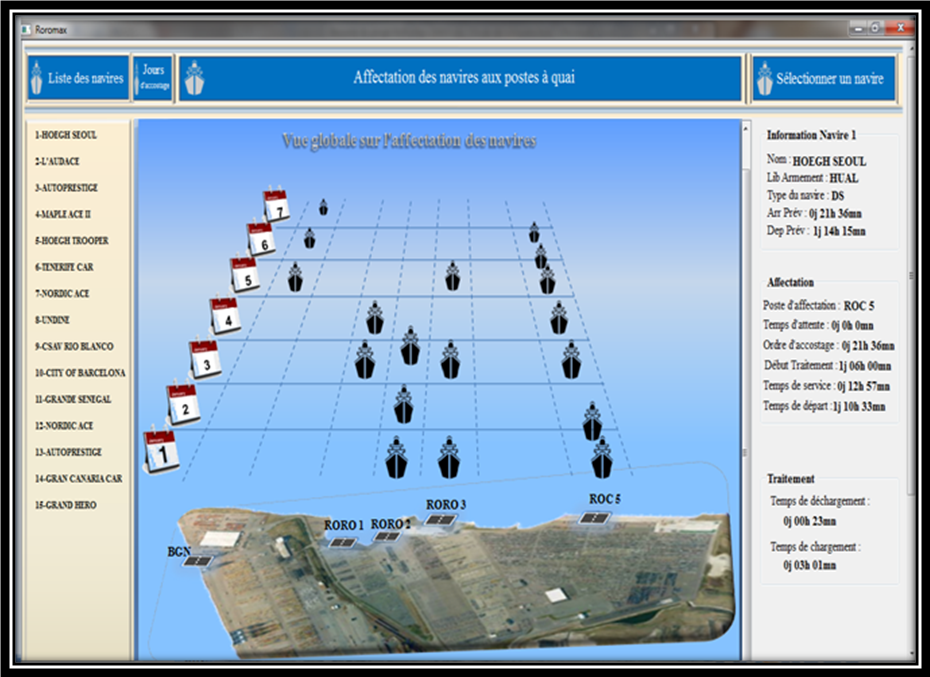 Roromax
Liste des navires
Jours
d'accostage
Affectation des navires aux postes à quai
Sélectionner un navire
1-HOEGH SEOUL
2-L'AUDACE
3-AUTOPRESTIGE
4-MAPLE ACE II
5-HOEGH TROOPER
6-TENERIFE CAR
7-NORDIC ACE
8-UNDINE
9-CSAV RIO BLANCO
10-CITY OF BARCELONA
11-GRANDE SENEGAL
12-NORDIC ACE
13-AUTOPRESTIGE
14-GRAN CANARIA CAR
15-GRAND HERO
Vue globale sur l'affectation des navires
7
6
5
4
3
2
1
BGN
RORO 1
RORO 2
RORO 3
ROC 5
Information Navire 1
Nom : HOEGH SEOUL
Lib Armement : HUAL
Type du navire : DS
Arr Prév : 0j 21h 36mn
Dep Prév : 1j 14h 15mn
Affectation
Poste d'affectation : ROC 5
Temps d'attente : 0j 0h 0mn
Ordre d'accostage : 0j 21h 36mn
Début Traitement : 1j 06h 00mn
Temps de service : 0j 12h 57mn
Temps de départ : 1j 10h 33mn
Traitement
Temps de déchargement :
0j 00h 23mn
Temps de chargement :
0j 03h 01mn